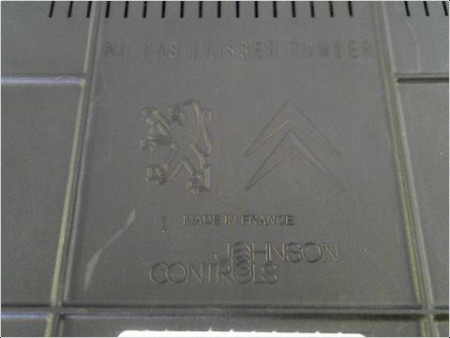 NE PAS LAISSER TOMBER
MADE IN FRANCE
JOHNSON
CONTROLS